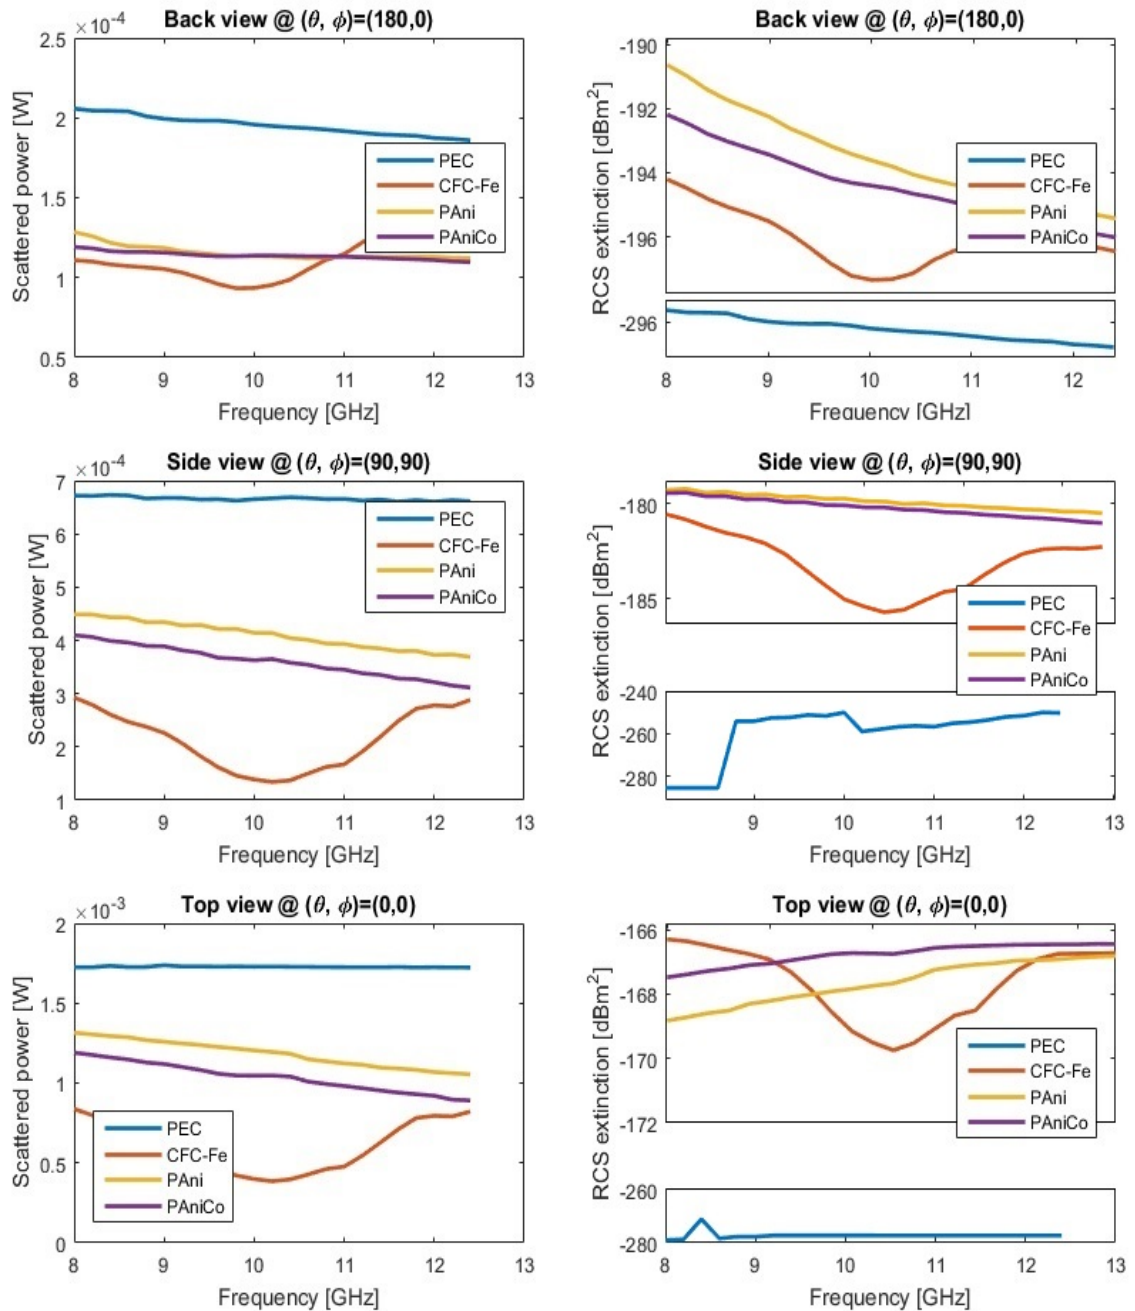 Back view @ (θ, ϕ)=(180,0)
×10⁻⁴
Scattered power [W]
2.5
2
1.5
1
0.5
8 9 10 11 12 13
Frequency [GHz]
PEC
CFC-Fe
PAni
PAniCo
Back view @ (θ, ϕ)=(180,0)
RCS extinction [dBm²]
-190
-192
-194
-196
-296
8 9 10 11 12
Frequency [GHz]
PEC
CFC-Fe
PAni
PAniCo
Side view @ (θ, ϕ)=(90,90)
×10⁻⁴
Scattered power [W]
7
6
5
4
3
2
1
8 9 10 11 12 13
Frequency [GHz]
PEC
CFC-Fe
PAni
PAniCo
Side view @ (θ, ϕ)=(90,90)
RCS extinction [dBm²]
-180
-185
-240
-260
-280
9 10 11 12 13
Frequency [GHz]
PEC
CFC-Fe
PAni
PAniCo
Top view @ (θ, ϕ)=(0,0)
×10⁻³
Scattered power [W]
2
1.5
1
0.5
0
8 9 10 11 12 13
Frequency [GHz]
PEC
CFC-Fe
PAni
PAniCo
Top view @ (θ, ϕ)=(0,0)
RCS extinction [dBm²]
-166
-168
-170
-172
-260
-280
8 9 10 11 12 13
Frequency [GHz]
PEC
CFC-Fe
PAni
PAniCo